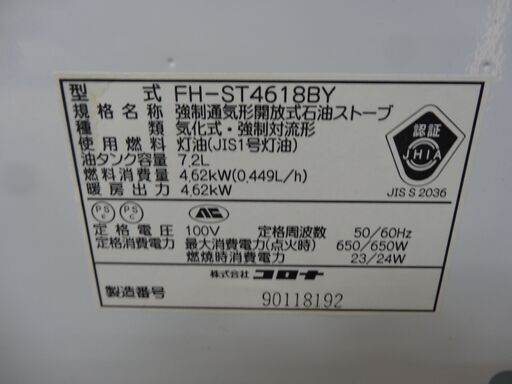 型 式 FH-ST4618BY
規格名称 強制通気形開放式石油ストーブ
種 類 気化式・強制対流形
使用燃料 灯油(JIS1号灯油)
油タンク容量 7.2L
燃料消費量 4.62kW(0.449L/h)
暖房出力 4.62kW
認証
JHIA
JIS S 2036
PS E PS C
定格電圧 100V 定格周波数 50/60Hz
定格消費電力 最大消費電力(点火時) 650/650W
燃焼時消費電力 23/24W
株式会社 コロナ
製造番号 90118192